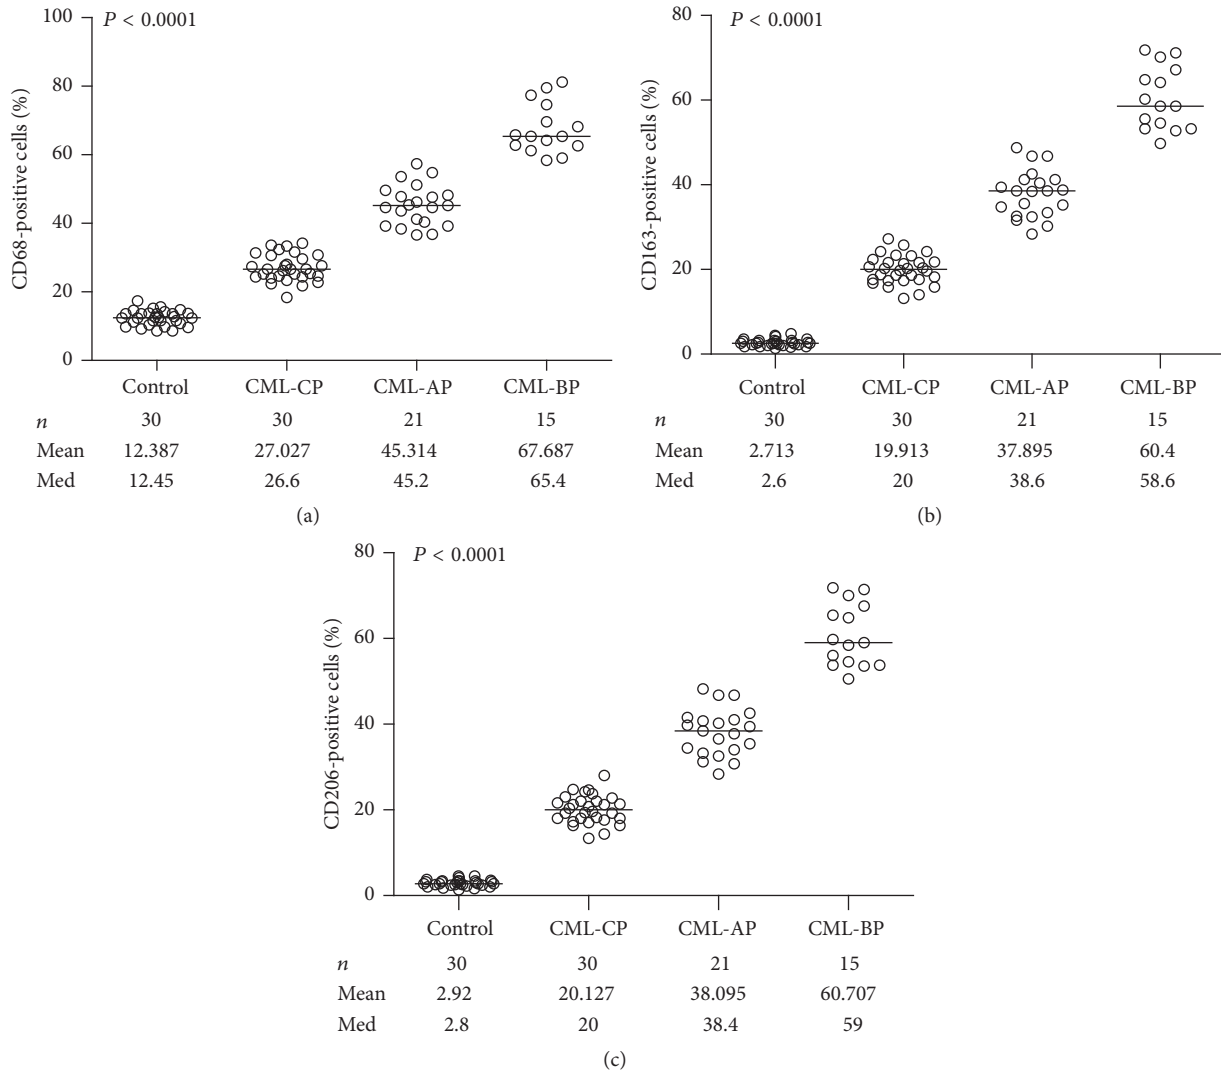 P < 0.0001
CD68-positive cells (%)
100
80
60
40
20
0
Control CML-CP CML-AP CML-BP
n 30 30 21 15
Mean 12.387 27.027 45.314 67.687
Med 12.45 26.6 45.2 65.4
(a)
P < 0.0001
CD163-positive cells (%)
80
60
40
20
0
Control CML-CP CML-AP CML-BP
30 30 21 15
Mean 2.713 19.913 37.895 60.4
Med 2.6 20 38.6 58.6
(b)
P < 0.0001
CD206-positive cells (%)
80
60
40
20
0
Control CML-CP CML-AP CML-BP
n 30 30 21 15
Mean 2.92 20.127 38.095 60.707
Med 2.8 20 38.4 59
(c)